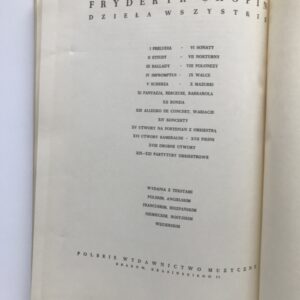 FRYDERYK CHOPIN
DZIEŁA WSZYSTKIE
I PRELUDIA - VI SONATY
II ETIUDY - VII NOKTURNY
III BALLADY - VIII POLONEZY
IV IMPROMPTUS - IX WALCE
V SCHERZA - X MAZURKI
XI FANTAZJA, BERCEUSE, BARKAROLA
XII RONDA
XIII ALLEGRO DE CONCERT, WARIACJE
XIV KONCERTY
XV UTWORY NA FORTEPIAN Z ORKIESTRĄ
XVI UTWORY KAMERALNE - XVII PIEŚNI
XVIII DROBNE UTWORY
XIX-XXI PARTYTURY ORKIESTROWE
WYDANIA Z TEKSTAMI
POLSKIM, ANGIELSKIM
FRANCUSKIM, HISZPAŃSKIM
NIEMIECKIM, ROSYJSKIM
WĘGIERSKIM
POLSKIE WYDAWNICTWO MUZYCZNE
KRAKÓW, KRASIŃSKIEGO 11